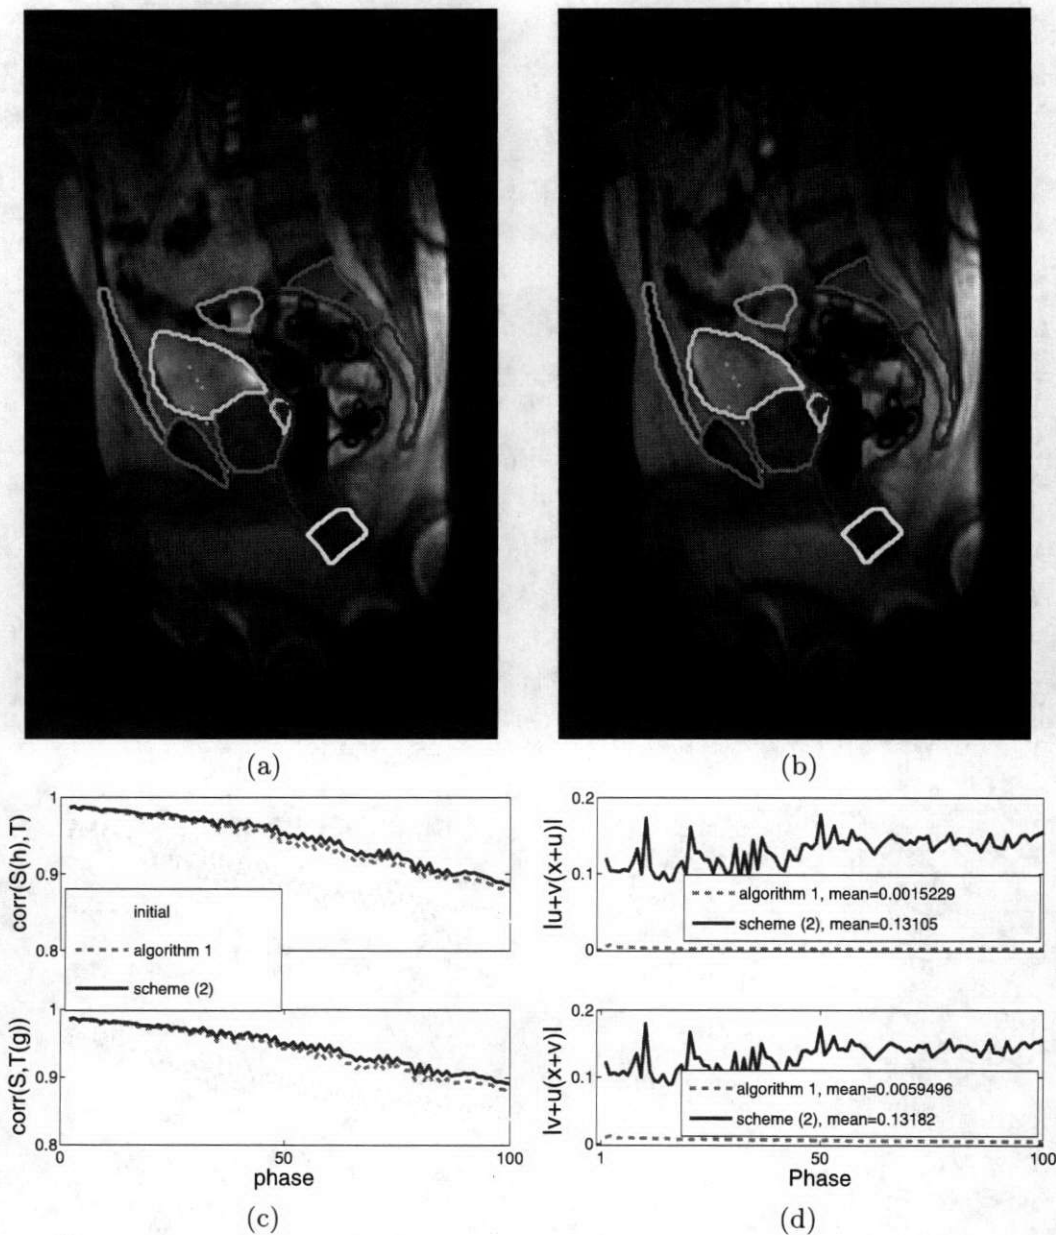 (a)
(b)
1
0.9
0.8
corr(S(h),T)
initial
algorithm 1
scheme (2)
1
0.9
0.8
corr(S,T(g))
0
50
100
phase
(c)
0.2
0.1
0
|u+v(x+u)|
algorithm 1, mean=0.0015229
scheme (2), mean=0.13105
0.2
0.1
0
|v+u(x+v)|
algorithm 1, mean=0.0059496
scheme (2), mean=0.13182
1
50
100
Phase
(d)